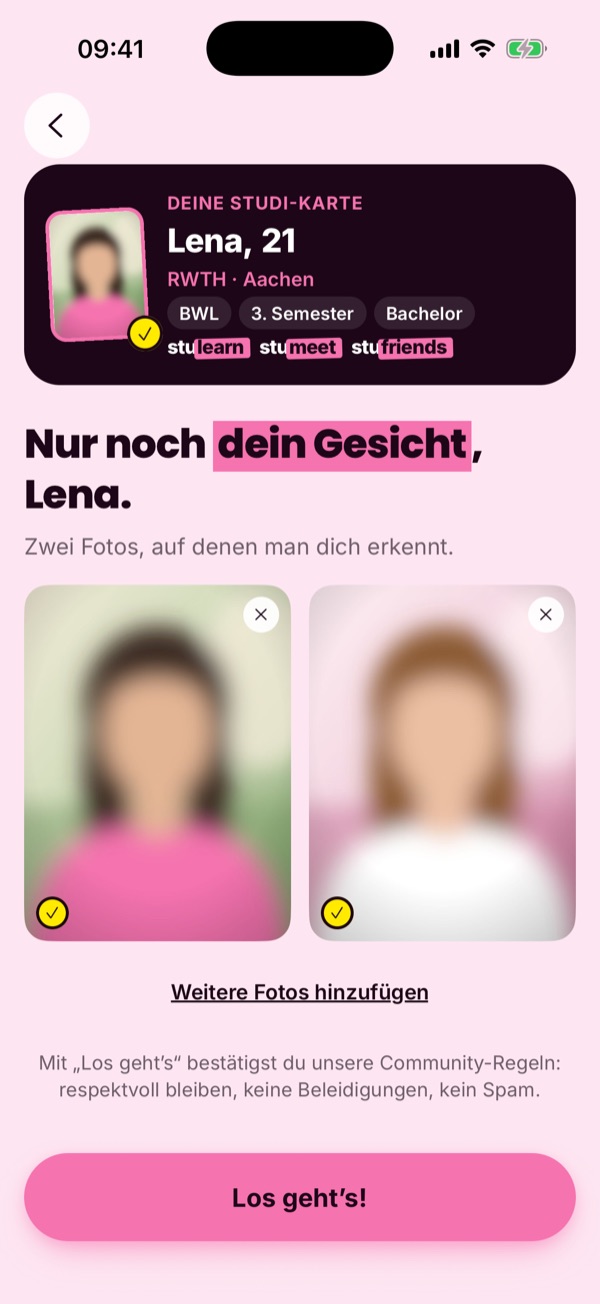 09:41
DEINE STUDI-KARTE
Lena, 21
RWTH · Aachen
BWL 3. Semester Bachelor
stulearn stumeet stufriends
Nur noch dein Gesicht,
Lena.
Zwei Fotos, auf denen man dich erkennt.
Weitere Fotos hinzufügen
Mit „Los geht’s“ bestätigst du unsere Community-Regeln:
respektvoll bleiben, keine Beleidigungen, kein Spam.
Los geht’s!